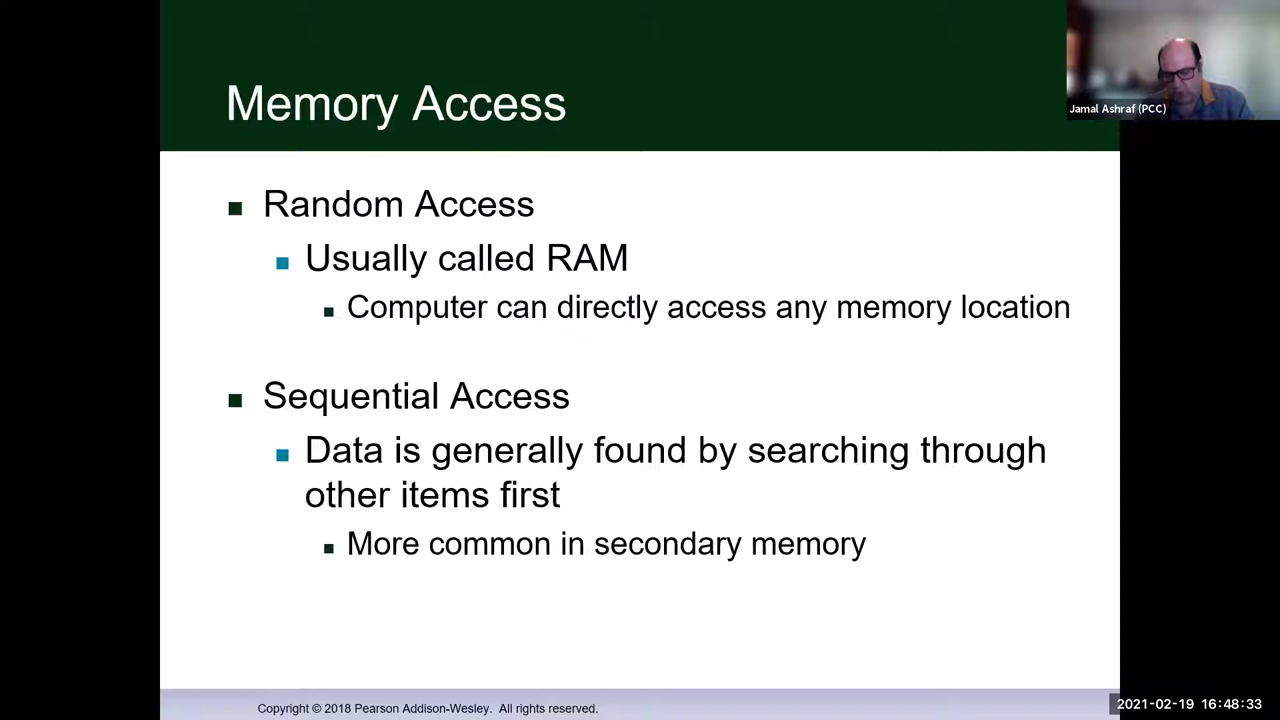 Memory Access
Jamal Ashraf (PCC)
Random Access
Usually called RAM
Computer can directly access any memory location
Sequential Access
Data is generally found by searching through
other items first
More common in secondary memory
Copyright © 2018 Pearson Addison-Wesley. All rights reserved.
2021-02-19 16:48:33